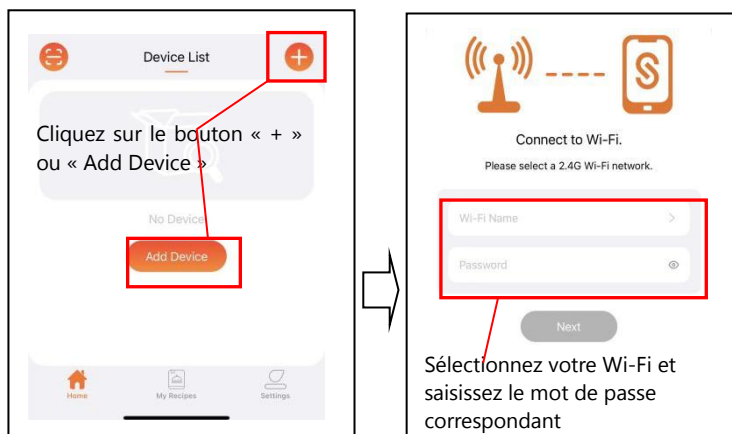 Device List
Cliquez sur le bouton « + »
ou « Add Device »
No Device
Add Device
Home
My Recipes
Settings
Connect to Wi-Fi.
Please select a 2.4G Wi-Fi network.
Wi-Fi Name
Password
Next
Sélectionnez votre Wi-Fi et
saisissez le mot de passe
correspondant